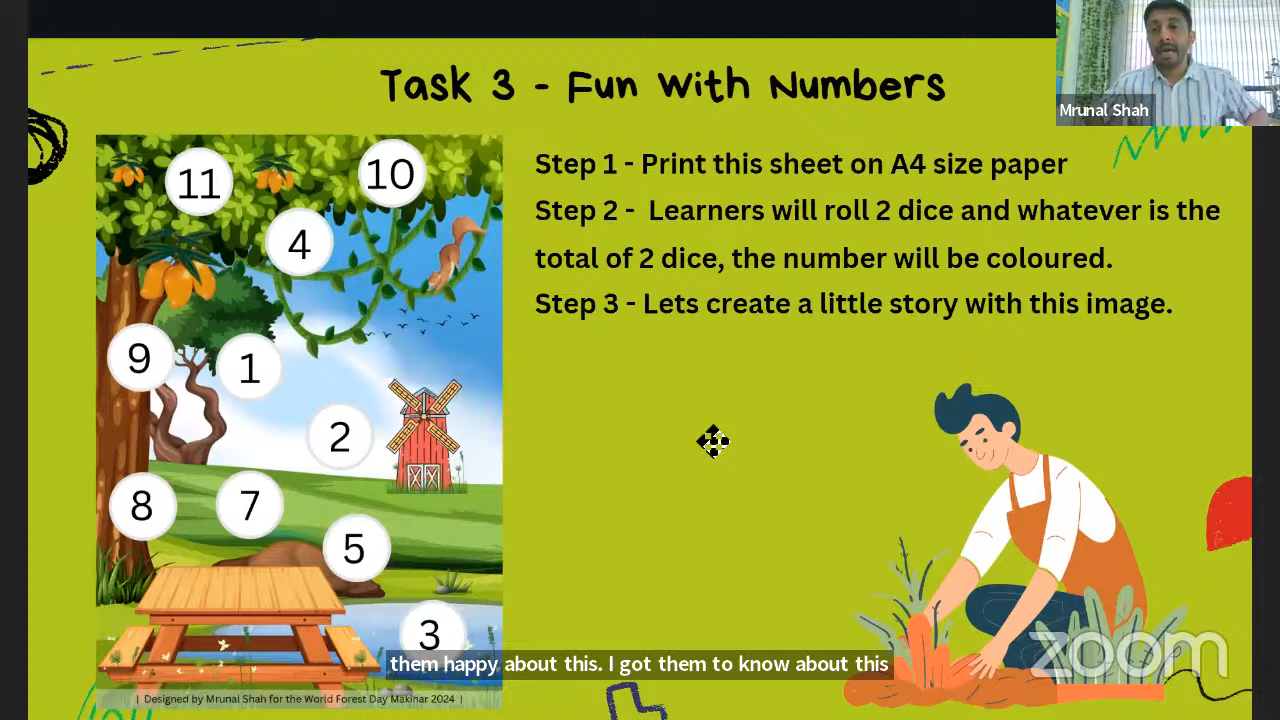 Task 3 - Fun With Numbers
Mrunal Shah
11
10
4
9
1
2
8
7
5
3
| Designed by Mrunal Shah for the World Forest Day Makihar 2024 |
Step 1 - Print this sheet on A4 size paper
Step 2 - Learners will roll 2 dice and whatever is the
total of 2 dice, the number will be coloured.
Step 3 - Lets create a little story with this image.
them happy about this. I got them to know about this
zoom